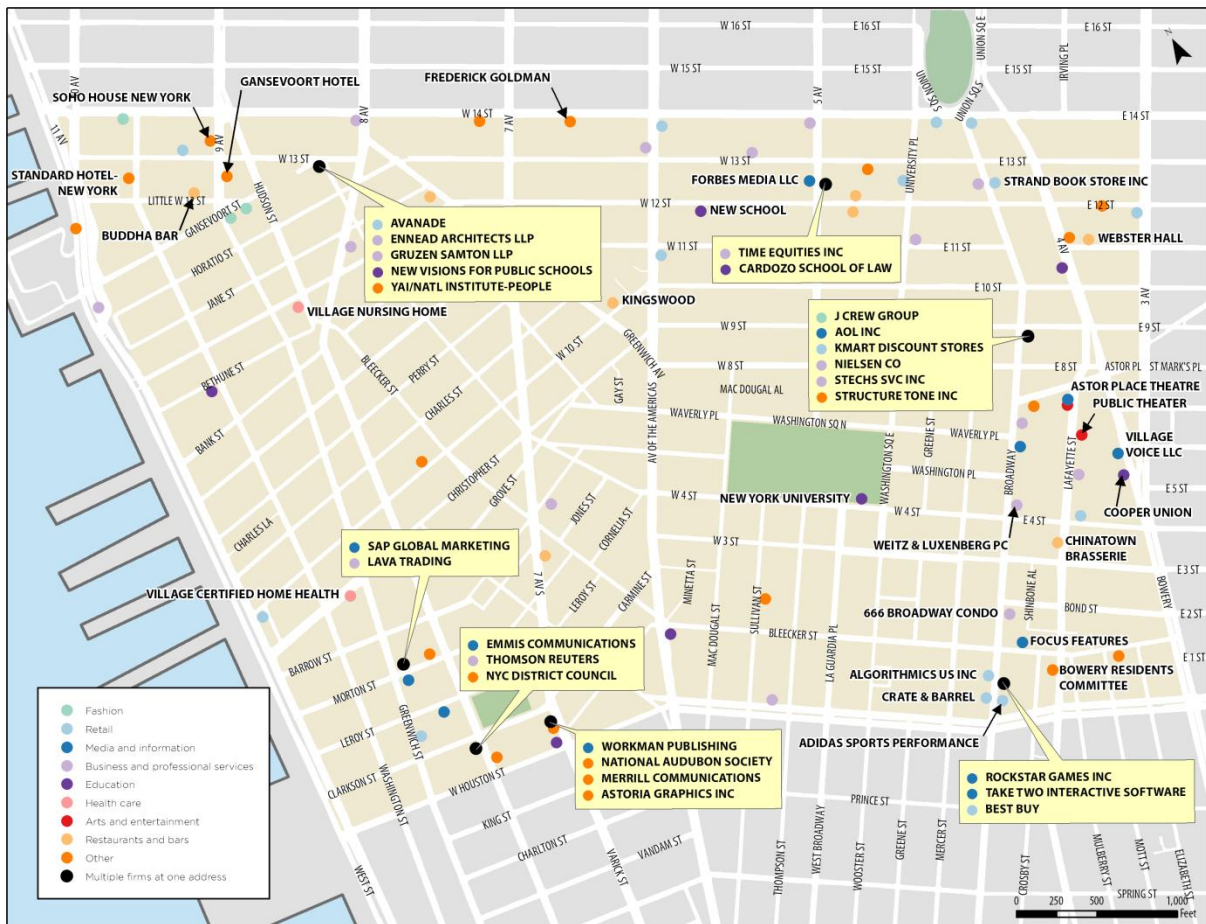 W 16 ST
E 16 ST
E 16 ST
UNION SQ E
W 15 ST
E 15 ST
E 15 ST
IRVING PL
10 AV
11 AV
9 AV
8 AV
7 AV
5 AV
UNION SQ S
UNION SQ S
N
GANSEVOORT HOTEL
FREDERICK GOLDMAN
SOHO HOUSE NEW YORK
W 14 ST
E 14 ST
W 13 ST
W 13 ST
UNIVERSITY PL
E 13 ST
STANDARD HOTEL-
NEW YORK
FORBES MEDIA LLC
STRAND BOOK STORE INC
LITTLE W 12 ST
HUDSON ST
GANSEVOORT ST
BUDDHA BAR
W 12 ST
NEW SCHOOL
E 12 ST
AVANADE
ENNEAD ARCHITECTS LLP
GRUZEN SAMTON LLP
NEW VISIONS FOR PUBLIC SCHOOLS
YAI/NATL INSTITUTE-PEOPLE
HORATIO ST
W 11 ST
TIME EQUITIES INC
CARDOZO SCHOOL OF LAW
E 11 ST
4 AV
WEBSTER HALL
JANE ST
E 10 ST
3 AV
VILLAGE NURSING HOME
KINGSWOOD
J CREW GROUP
AOL INC
KMART DISCOUNT STORES
NIELSEN CO
STECHS SVC INC
STRUCTURE TONE INC
W 9 ST
E 9 ST
W 10 ST
GREENWICH AV
BLEECKER ST
PERRY ST
W 8 ST
E 8 ST
ASTOR PL
ST MARK'S PL
BETHUNE ST
GAY ST
MAC DOUGAL AL
ASTOR PLACE THEATRE
PUBLIC THEATER
CHARLES ST
WAVERLY PL
WASHINGTON SQ N
WAVERLY PL
AV OF THE AMERICAS
WASHINGTON SQ E
GREENE ST
BANK ST
CHRISTOPHER ST
GROVE ST
WASHINGTON PL
BROADWAY
LAFAYETTE ST
VILLAGE
VOICE LLC
W 4 ST
NEW YORK UNIVERSITY
E 5 ST
JONES ST
CORNELIA ST
W 4 ST
E 4 ST
COOPER UNION
CHARLES LA
W 3 ST
WEITZ & LUXENBERG PC
CHINATOWN
BRASSERIE
SAP GLOBAL MARKETING
LAVA TRADING
7 AV S
LEROY ST
CARMINE ST
MINETTA ST
E 3 ST
BOWERY
VILLAGE CERTIFIED HOME HEALTH
MAC DOUGAL ST
SULLIVAN ST
SHINBONE AL
BOND ST
E 2 ST
666 BROADWAY CONDO
BLEECKER ST
LA GUARDIA PL
EMMIS COMMUNICATIONS
THOMSON REUTERS
NYC DISTRICT COUNCIL
FOCUS FEATURES
E 1 ST
BARROW ST
MORTON ST
ALGORITHMICS US INC
BOWERY RESIDENTS
COMMITTEE
CRATE & BARREL
LEROY ST
GREENWICH ST
ADIDAS SPORTS PERFORMANCE
WORKMAN PUBLISHING
NATIONAL AUDUBON SOCIETY
MERRILL COMMUNICATIONS
ASTORIA GRAPHICS INC
CLARKSON ST
WASHINGTON ST
W HOUSTON ST
ROCKSTAR GAMES INC
TAKE TWO INTERACTIVE SOFTWARE
BEST BUY
PRINCE ST
KING ST
CHARLTON ST
VANDAM ST
VARICK ST
WEST ST
THOMPSON ST
WEST BROADWAY
WOOSTER ST
GREENE ST
MERCER ST
CROSBY ST
MULBERRY ST
MOTT ST
ELIZABETH ST
SPRING ST
Fashion
Retail
Media and information
Business and professional services
Education
Health care
Arts and entertainment
Restaurants and bars
Other
Multiple firms at one address
0 250 500 1,000
Feet